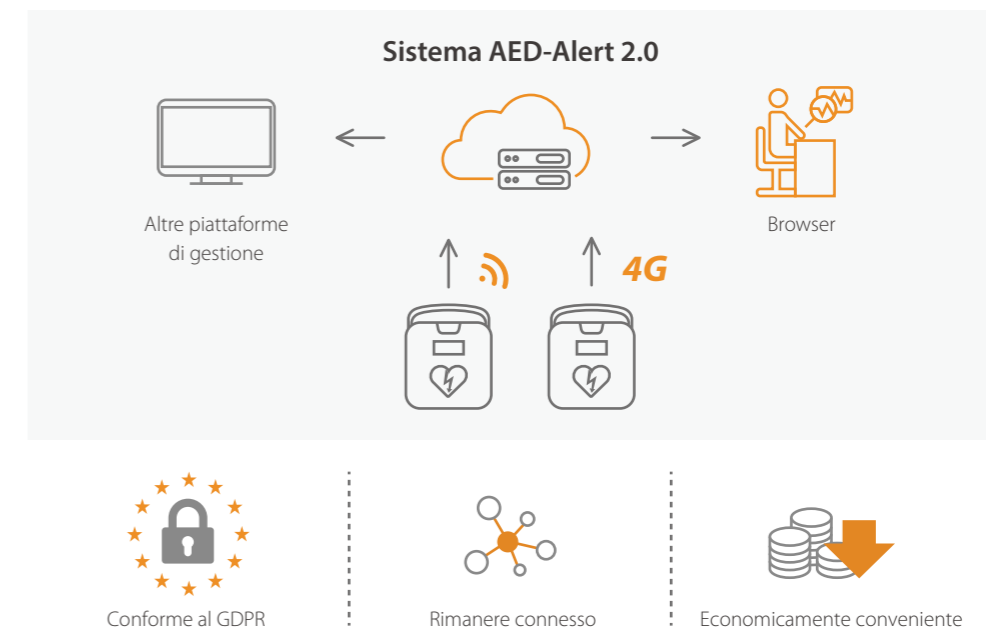 Sistema AED-Alert 2.0
Altre piattaforme
di gestione
Browser
4G
Conforme al GDPR
Rimanere connesso
Economicamente conveniente